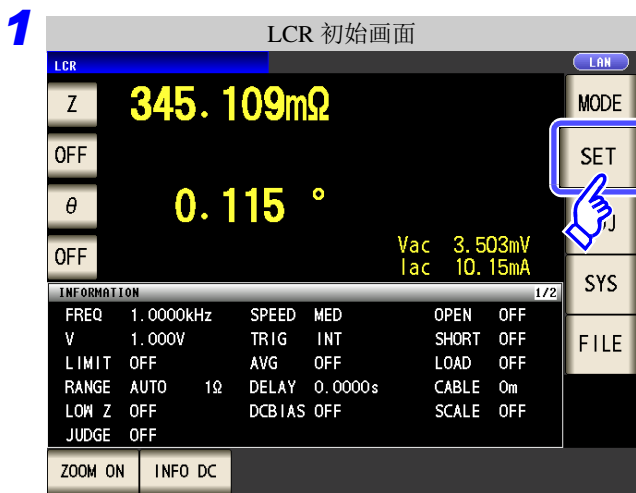 1
LCR 初始画面
LCR
LAN
Z 345.109mΩ MODE
OFF SET
θ 0.115 °
OFF Vac 3.503mV
Iac 10.15mA
SYS
INFORMATION 1/2
FREQ 1.0000kHz SPEED MED OPEN OFF
V 1.000V TRIG INT SHORT OFF FILE
LIMIT OFF AVG OFF LOAD OFF
RANGE AUTO 1Ω DELAY 0.0000s CABLE 0m
LOW Z OFF DCBIAS OFF SCALE OFF
JUDGE OFF
ZOOM ON INFO DC